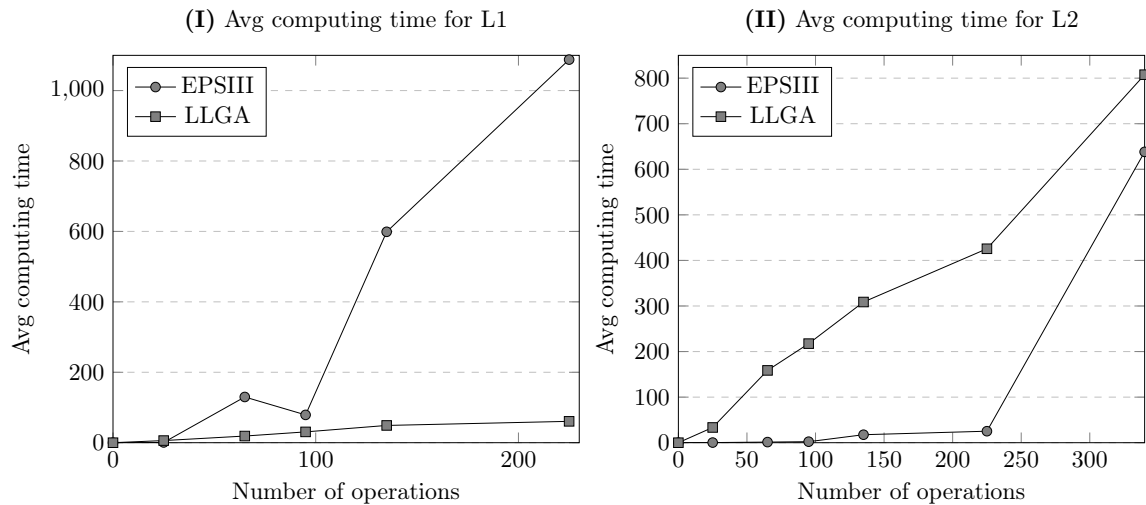 (I) Avg computing time for L1
EPSIII
LLGA
1,000
800
600
400
200
0
0 100 200
Avg computing time
Number of operations
(II) Avg computing time for L2
EPSIII
LLGA
800
700
600
500
400
300
200
100
0
0 50 100 150 200 250 300
Avg computing time
Number of operations